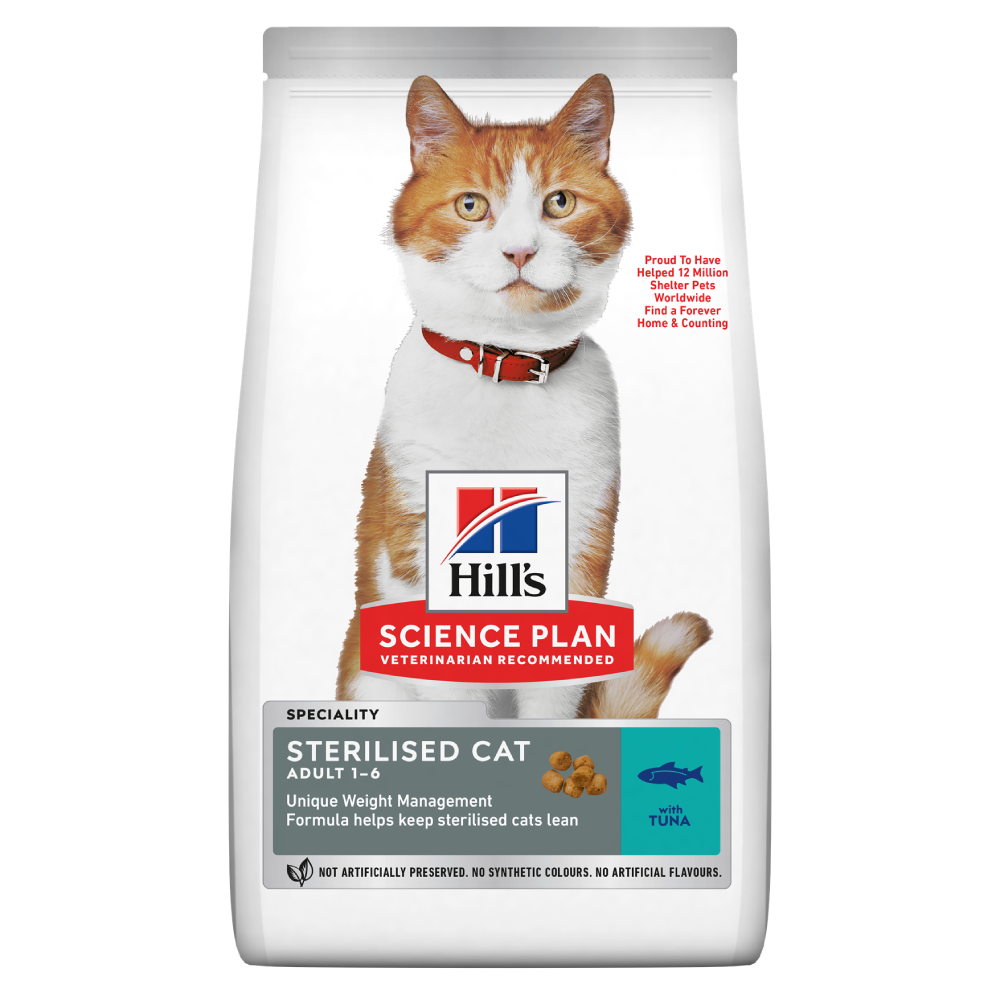 Proud To Have
Helped 12 Million
Shelter Pets
Worldwide
Find a Forever
Home & Counting
Hill's
SCIENCE PLAN
VETERINARIAN RECOMMENDED
SPECIALITY
STERILISED CAT
ADULT 1-6
Unique Weight Management
Formula helps keep sterilised cats lean
with
TUNA
NOT ARTIFICIALLY PRESERVED. NO SYNTHETIC COLOURS. NO ARTIFICIAL FLAVOURS.